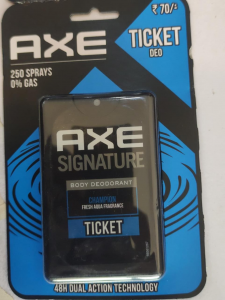 AXE
TICKET
DEO
₹ 70/-
250 SPRAYS
0% GAS
AXE
SIGNATURE
BODY DEODORANT
CHAMPION
FRESH AQUA FRAGRANCE
TICKET
48H DUAL ACTION TECHNOLOGY